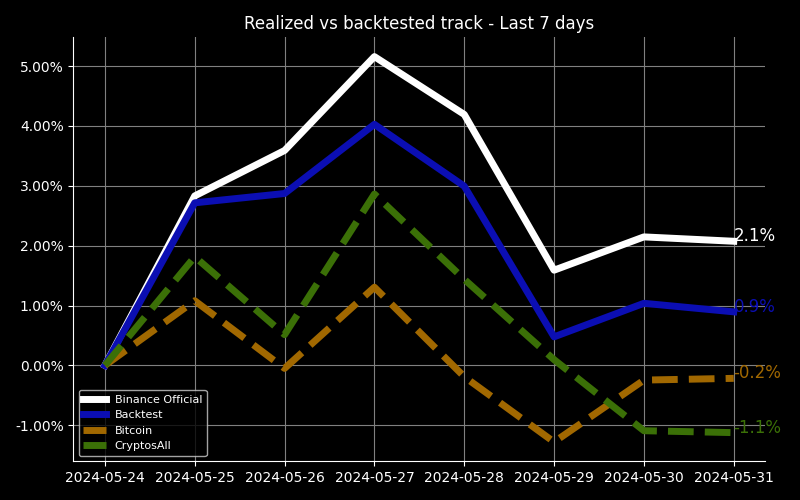 Realized vs backtested track - Last 7 days
5.00%
4.00%
3.00%
2.00%
1.00%
0.00%
-1.00%
2.1%
0.9%
-0.2%
-1.1%
Binance Official
Backtest
Bitcoin
CryptosAll
2024-05-24 2024-05-25 2024-05-26 2024-05-27 2024-05-28 2024-05-29 2024-05-30 2024-05-31